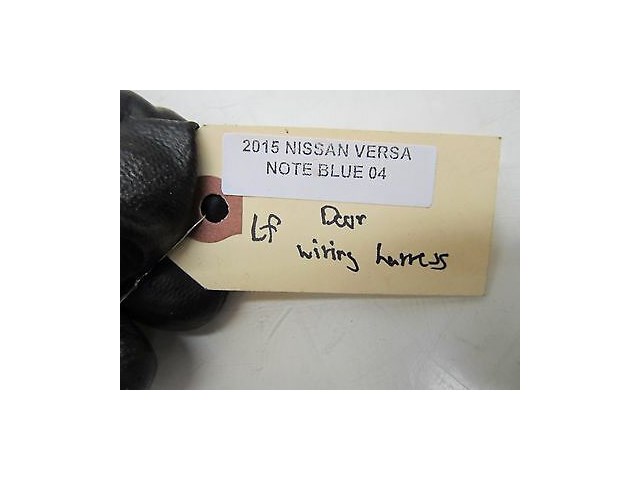 2015 NISSAN VERSA
NOTE BLUE 04
Lf Door
wiring harness